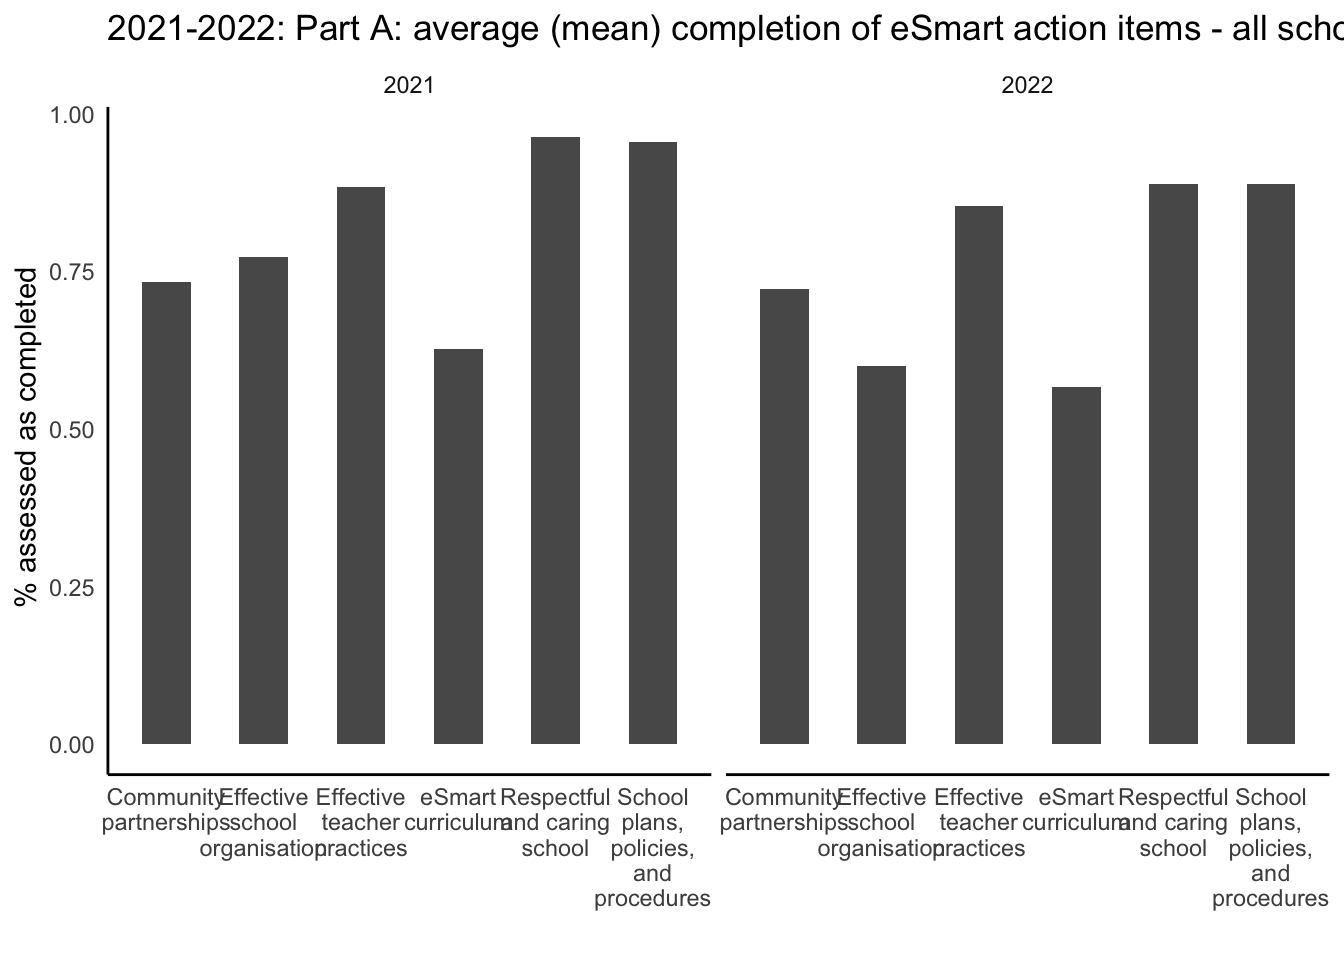 2021-2022: Part A: average (mean) completion of eSmart action items - all scho
2021
2022
% assessed as completed
1.00
0.75
0.50
0.25
0.00
Community
partnerships
Effective
school
organisation
Effective
teacher
practices
eSmart
curriculum
Respectful
and caring
school
School
plans,
policies,
and
procedures
Community
partnerships
Effective
school
organisation
Effective
teacher
practices
eSmart
curriculum
Respectful
and caring
school
School
plans,
policies,
and
procedures